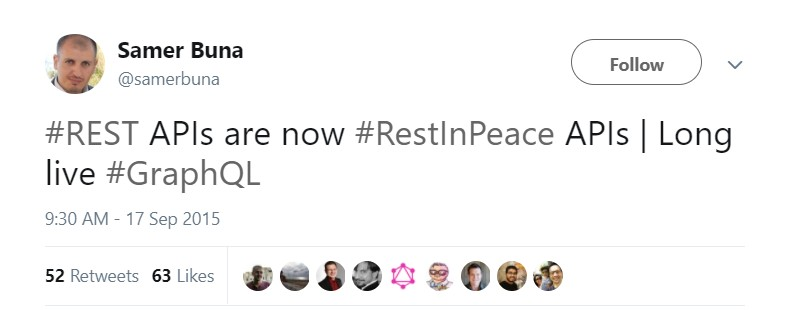 Samer Buna
@samerbuna
Follow
#REST APIs are now #RestInPeace APIs | Long
live #GraphQL
9:30 AM - 17 Sep 2015
52 Retweets 63 Likes